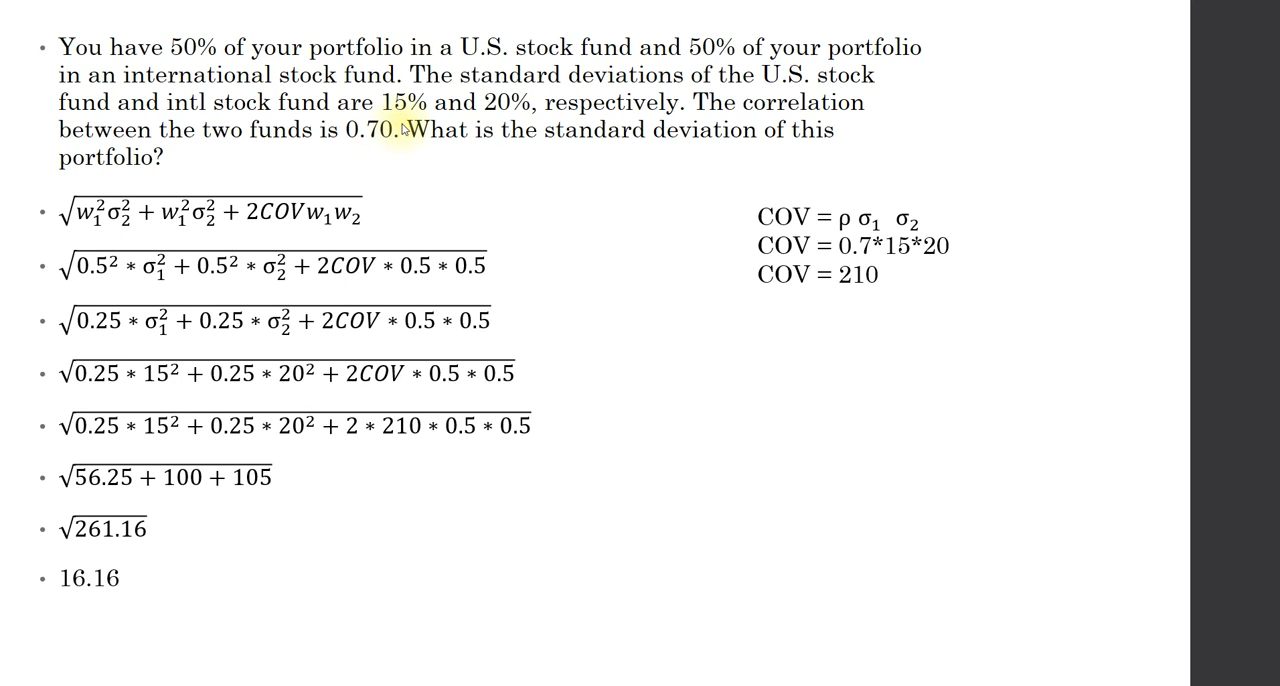 • You have 50% of your portfolio in a U.S. stock fund and 50% of your portfolio
in an international stock fund. The standard deviations of the U.S. stock
fund and intl stock fund are 15% and 20%, respectively. The correlation
between the two funds is 0.70. What is the standard deviation of this
portfolio?
• √w₁²σ₂² + w₁²σ₂² + 2COVw₁w₂
COV = ρ σ₁ σ₂
COV = 0.7*15*20
COV = 210
• √0.5² * σ₁² + 0.5² * σ₂² + 2COV * 0.5 * 0.5
• √0.25 * σ₁² + 0.25 * σ₂² + 2COV * 0.5 * 0.5
• √0.25 * 15² + 0.25 * 20² + 2COV * 0.5 * 0.5
• √0.25 * 15² + 0.25 * 20² + 2 * 210 * 0.5 * 0.5
• √56.25 + 100 + 105
• √261.16
• 16.16